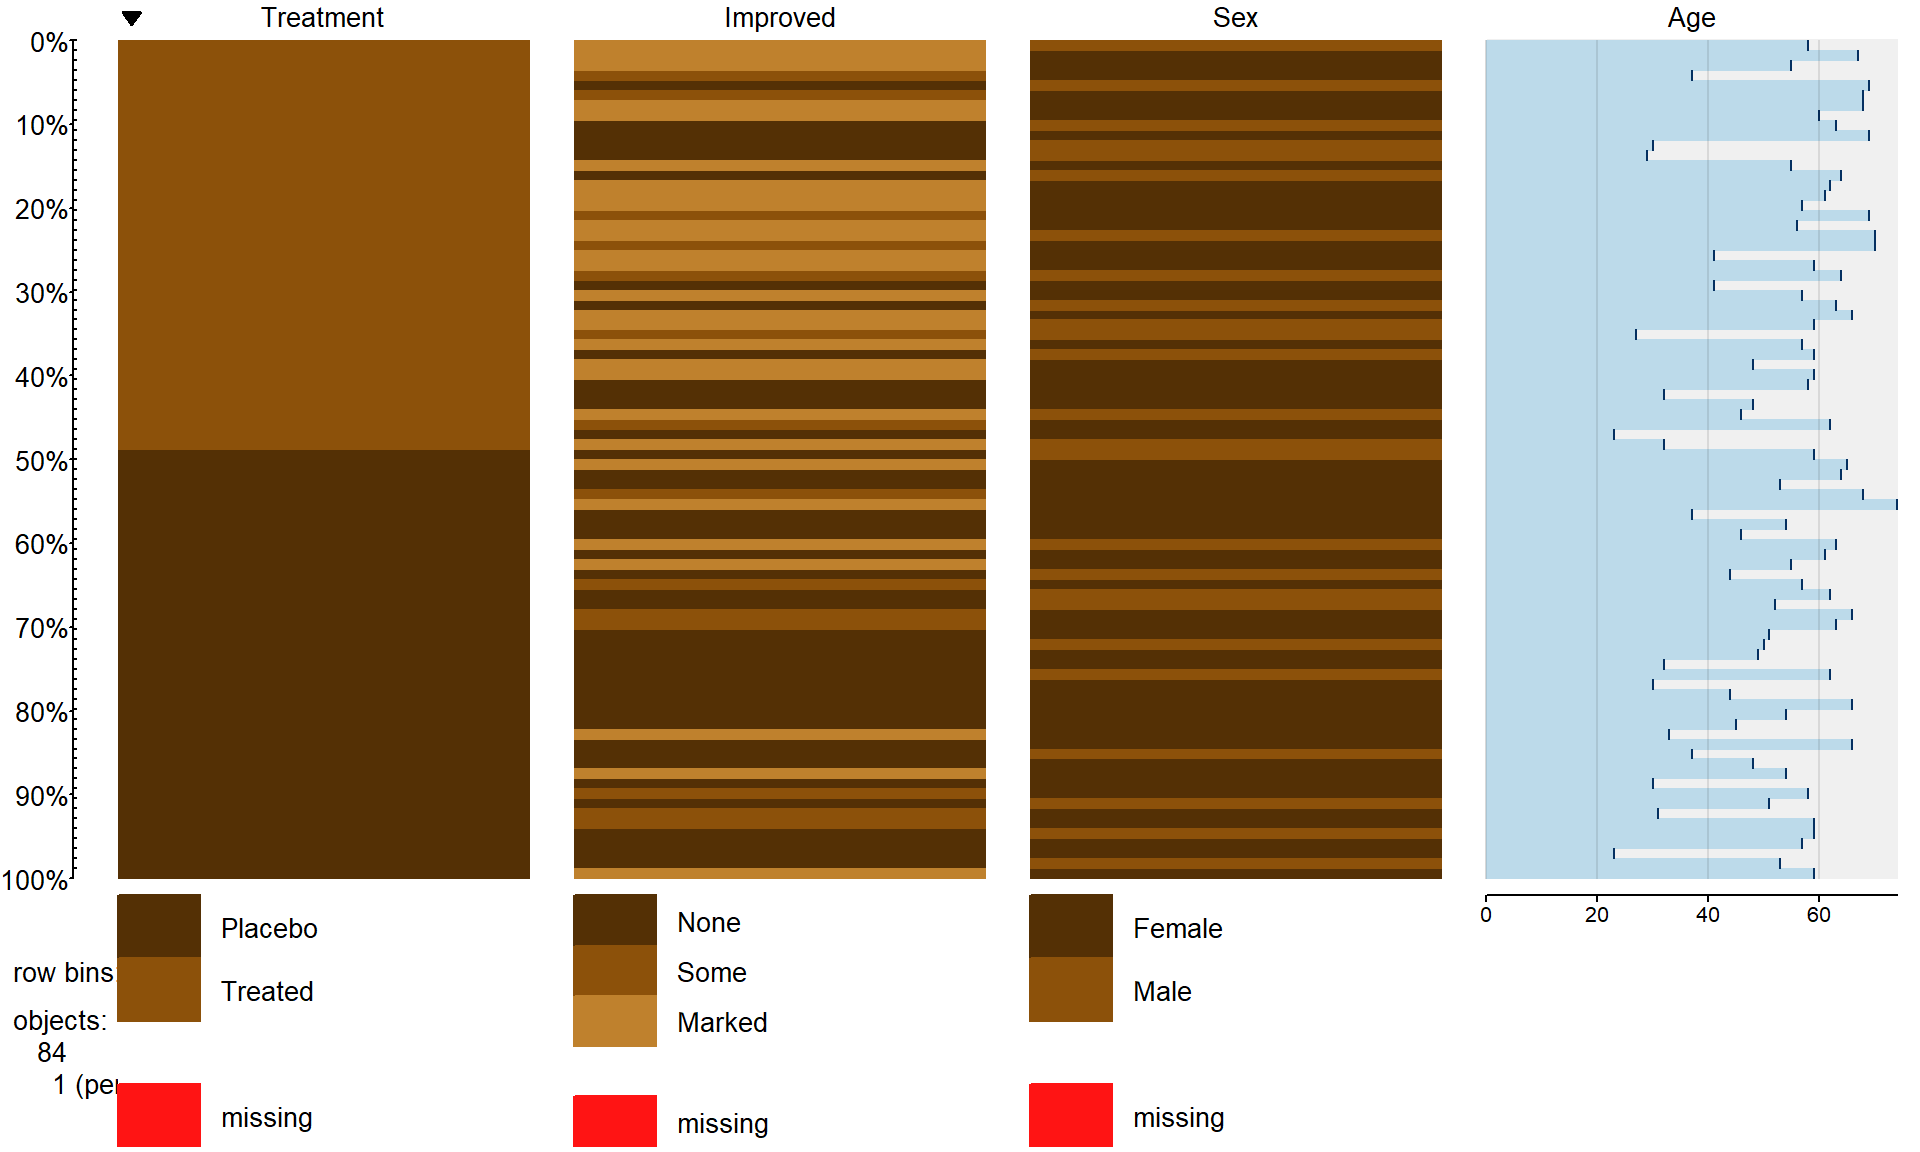 Treatment Improved Sex Age
0%
10%
20%
30%
40%
50%
60%
70%
80%
90%
100%
0 20 40 60
Placebo
Treated
missing
None
Some
Marked
missing
Female
Male
missing
row bins:
objects:
84
1 (per